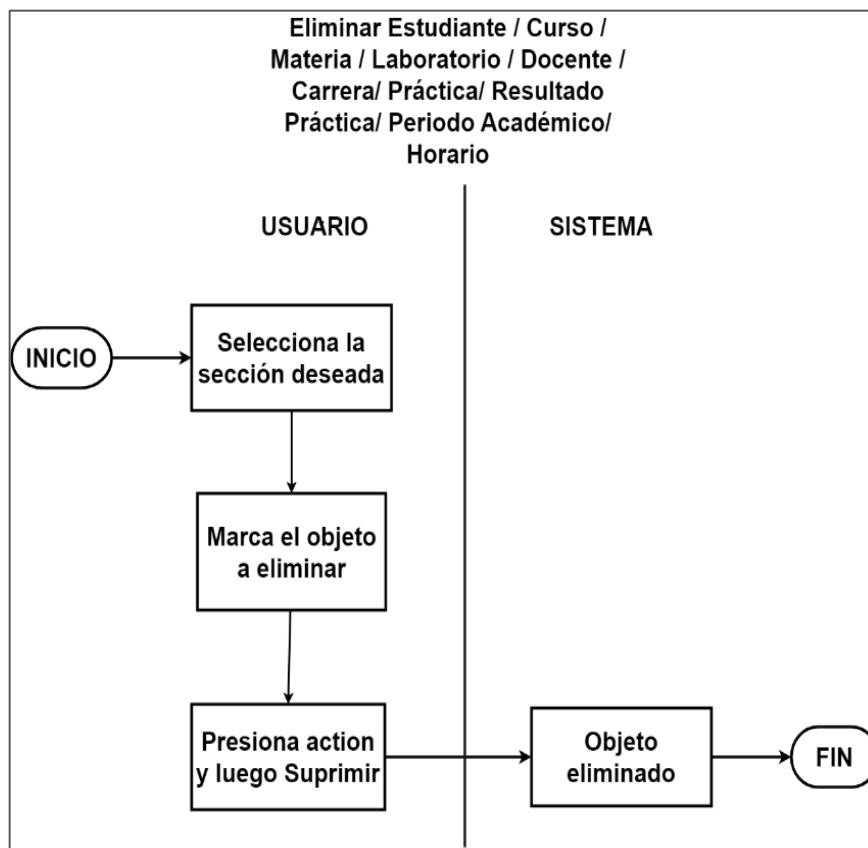 Eliminar Estudiante / Curso /
Materia / Laboratorio / Docente /
Carrera/ Práctica/ Resultado
Práctica/ Periodo Académico/
Horario
USUARIO
SISTEMA
INICIO
Selecciona la
sección deseada
Marca el objeto
a eliminar
Presiona action
y luego Suprimir
Objeto
eliminado
FIN